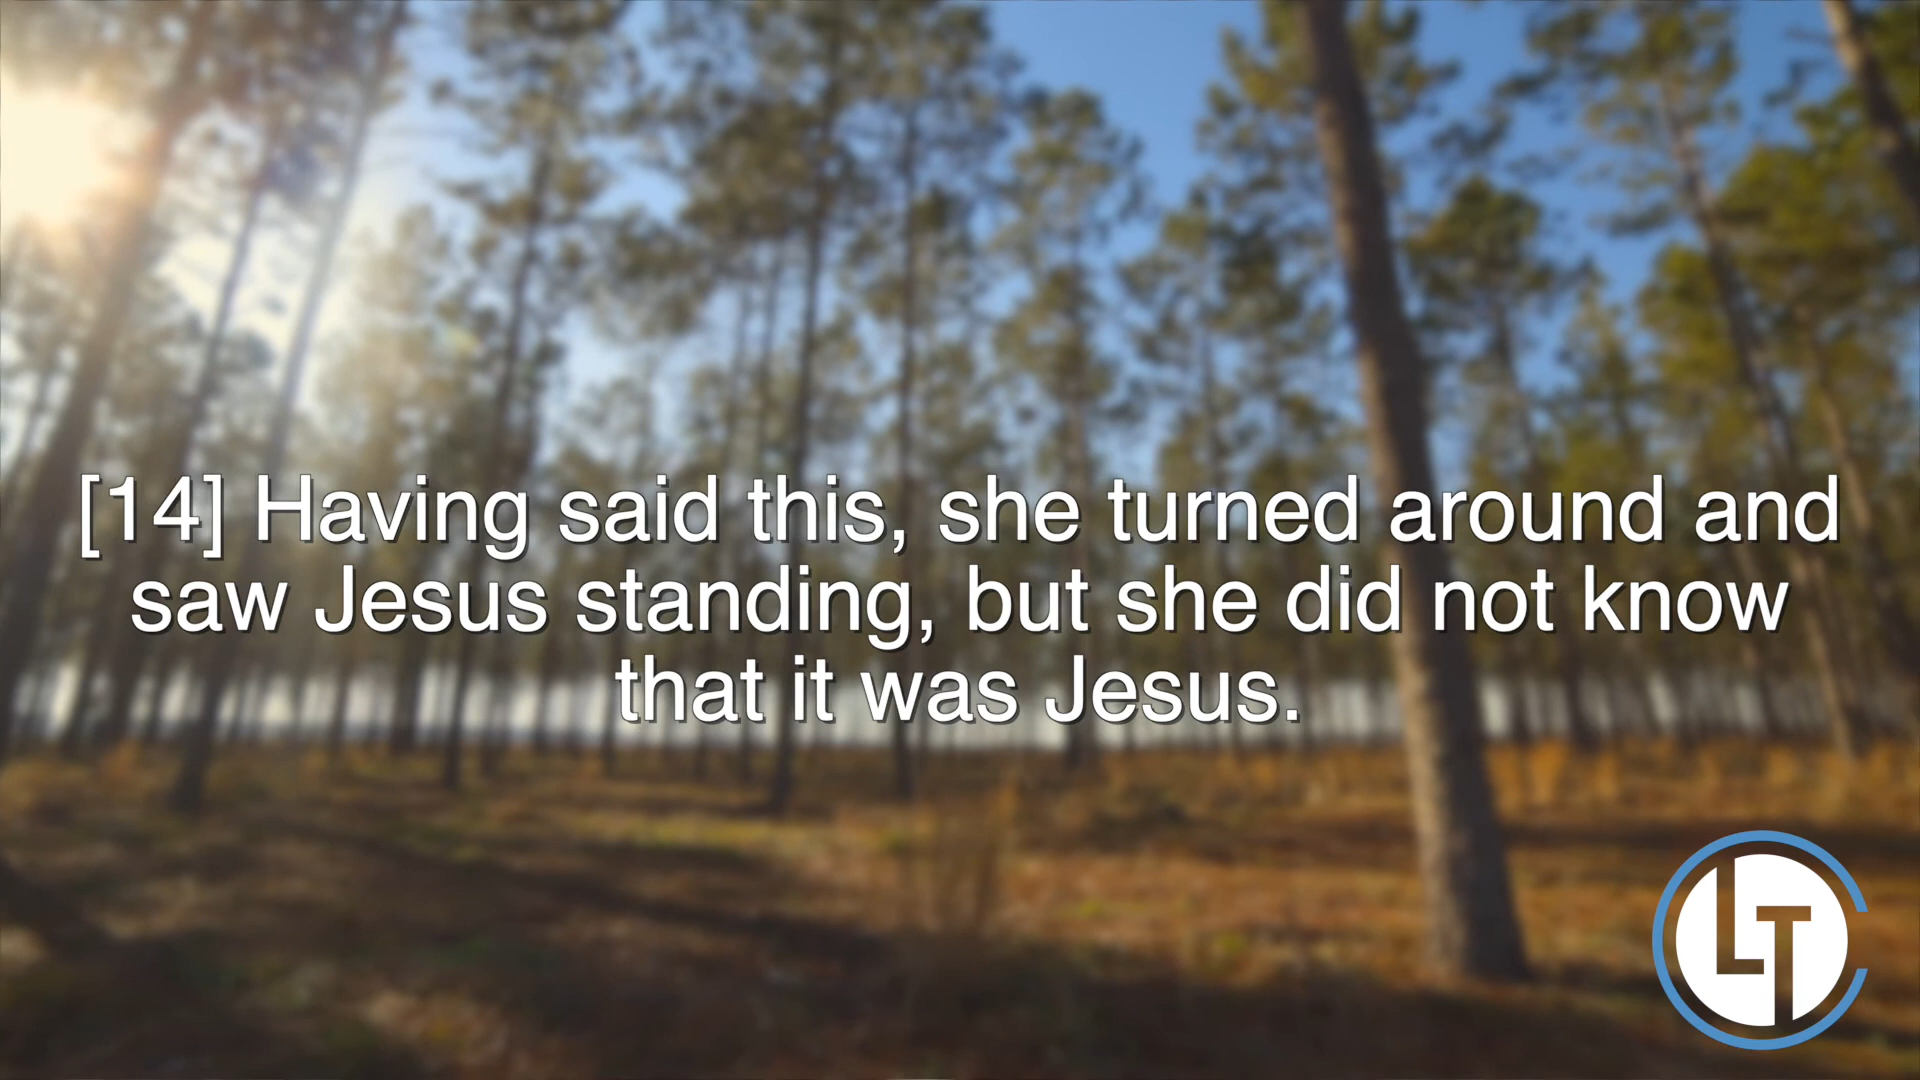 [14] Having said this, she turned around and
saw Jesus standing, but she did not know
that it was Jesus.
LT